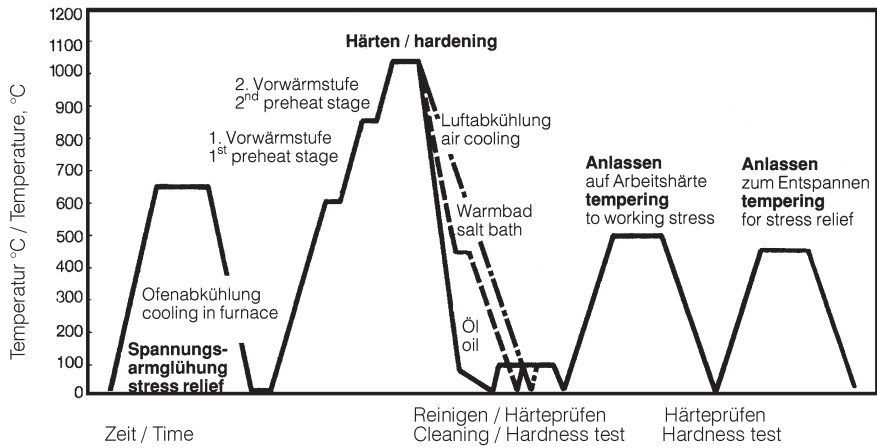 Temperatur °C / Temperature, °C
1200
1100
1000
900
800
700
600
500
400
300
200
100
0
Härten / hardening
2. Vorwärmstufe
2nd preheat stage
1. Vorwärmstufe
1st preheat stage
Luftabkühlung
air cooling
Warmbad
salt bath
Öl
oil
Ofenabkühlung
cooling in furnace
Spannungs-
armglühung
stress relief
Anlassen
auf Arbeitshärte
tempering
to working stress
Anlassen
zum Entspannen
tempering
for stress relief
Zeit / Time
Reinigen / Härteprüfen
Cleaning / Hardness test
Härteprüfen
Hardness test